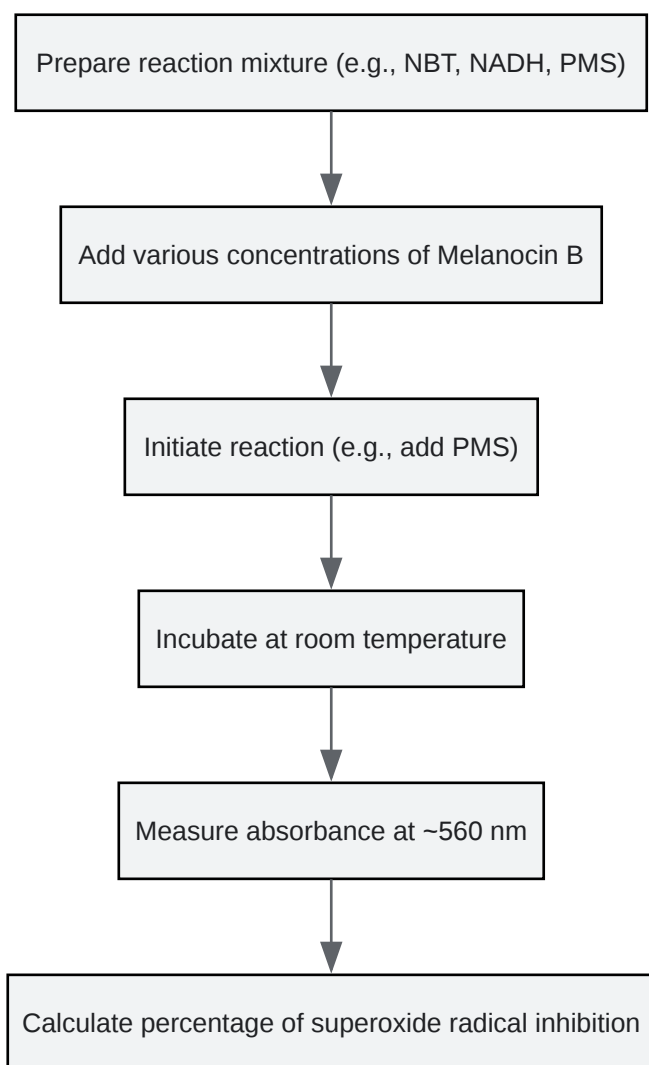 Prepare reaction mixture (e.g., NBT, NADH, PMS)
Add various concentrations of Melanocin B
Initiate reaction (e.g., add PMS)
Incubate at room temperature
Measure absorbance at ~560 nm
Calculate percentage of superoxide radical inhibition